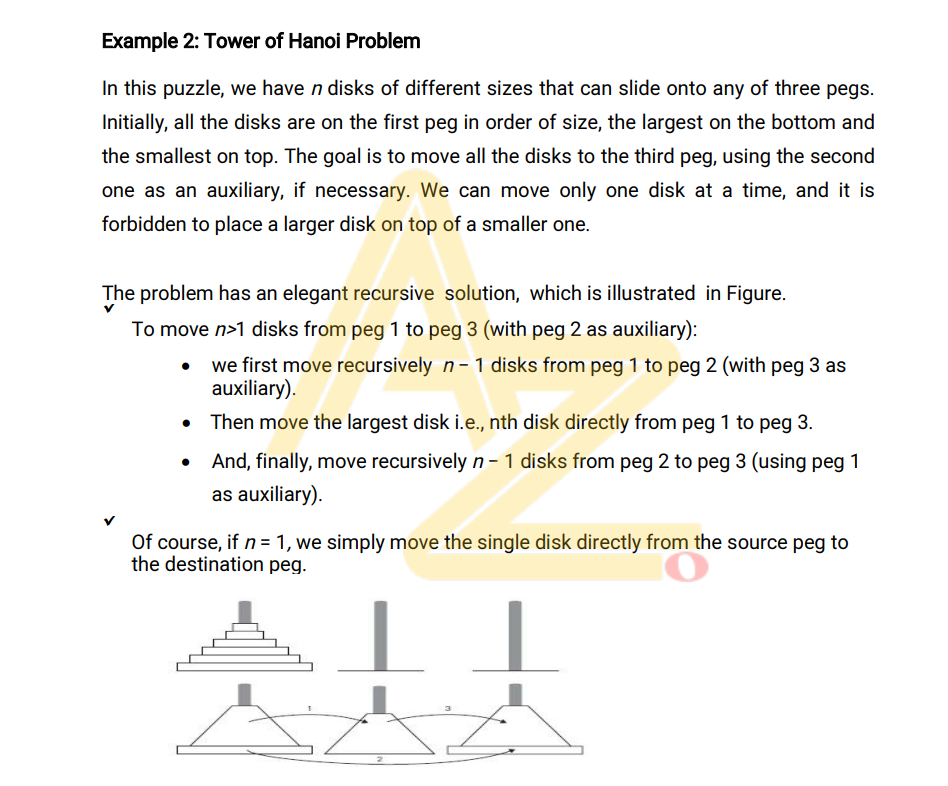 Example 2: Tower of Hanoi Problem
In this puzzle, we have n disks of different sizes that can slide onto any of three pegs.
Initially, all the disks are on the first peg in order of size, the largest on the bottom and
the smallest on top. The goal is to move all the disks to the third peg, using the second
one as an auxiliary, if necessary. We can move only one disk at a time, and it is
forbidden to place a larger disk on top of a smaller one.
The problem has an elegant recursive solution, which is illustrated in Figure.
✓
To move n>1 disks from peg 1 to peg 3 (with peg 2 as auxiliary):
• we first move recursively n − 1 disks from peg 1 to peg 2 (with peg 3 as
auxiliary).
• Then move the largest disk i.e., nth disk directly from peg 1 to peg 3.
• And, finally, move recursively n − 1 disks from peg 2 to peg 3 (using peg 1
as auxiliary).
✓
Of course, if n = 1, we simply move the single disk directly from the source peg to
the destination peg.
AZO
1
3
2